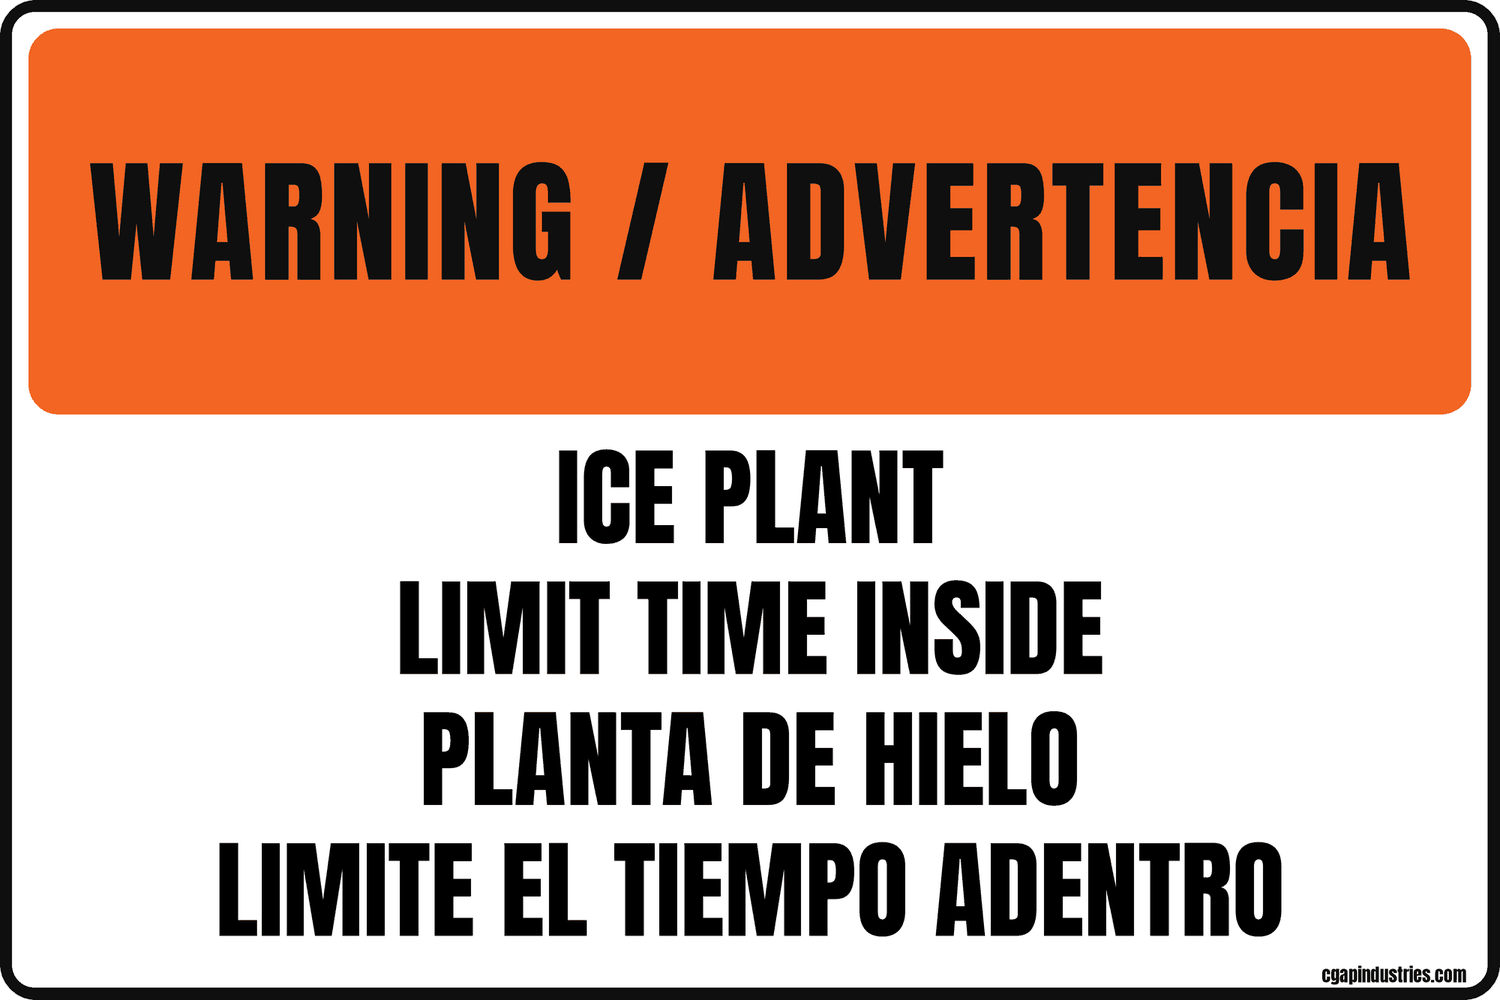 WARNING / ADVERTENCIA
ICE PLANT
LIMIT TIME INSIDE
PLANTA DE HIELO
LIMITE EL TIEMPO ADENTRO
cgapindustries.com